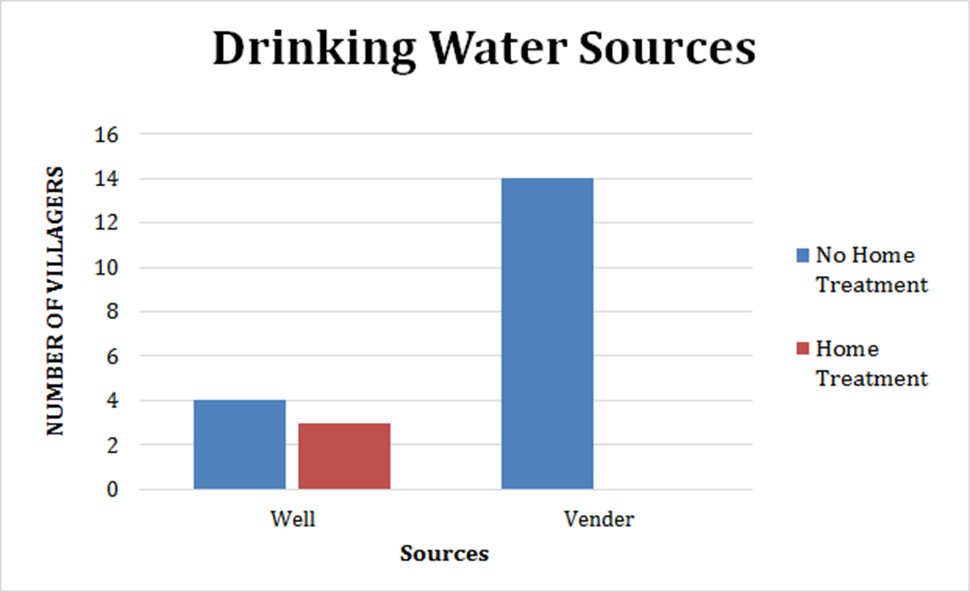 Drinking Water Sources
16
14
12
10
8
6
4
2
0
NUMBER OF VILLAGERS
Well
Vender
Sources
No Home
Treatment
Home
Treatment